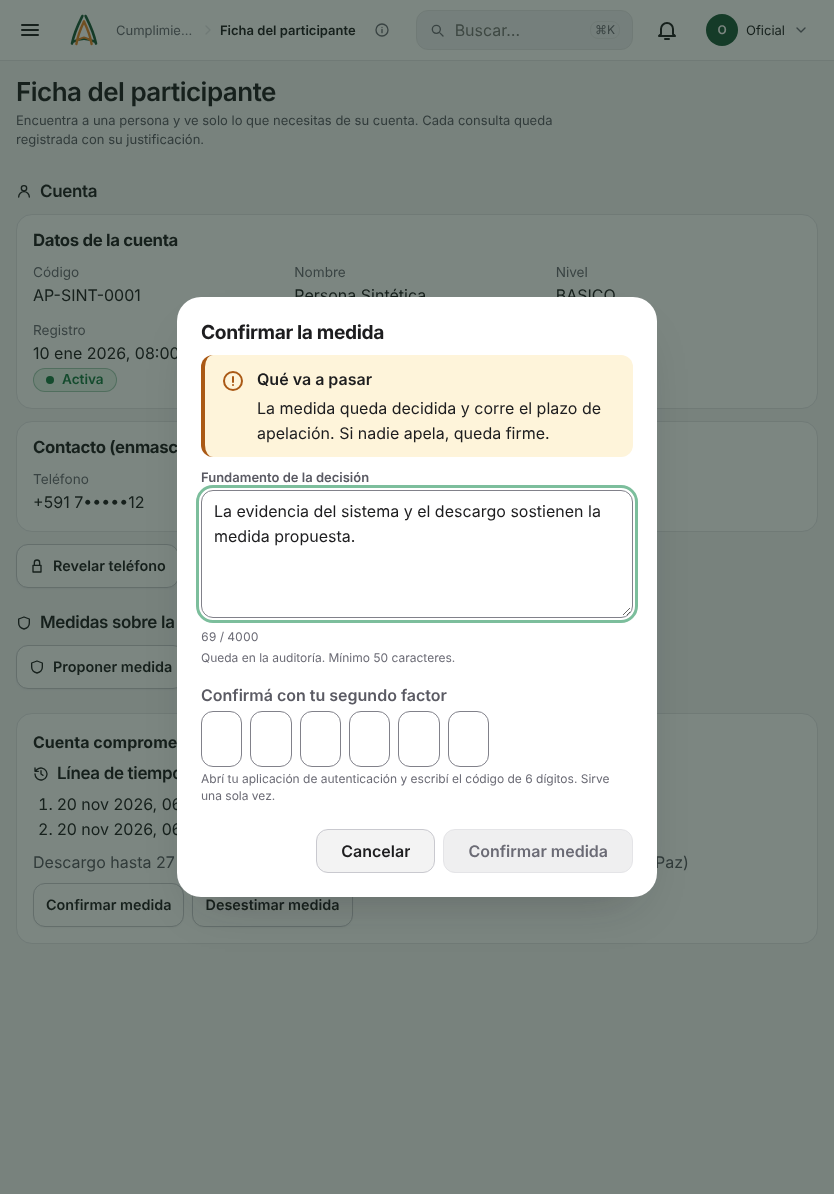 Cumplimie...
Ficha del participante
Buscar...
⌘K
O
Oficial
Ficha del participante
Encuentra a una persona y ve solo lo que necesitas de su cuenta. Cada consulta queda
registrada con su justificación.
Cuenta
Datos de la cuenta
Código
Nombre
Nivel
AP-SINT-0001
Persona Sintética
BASICO
Registro
10 ene 2026, 08:00
Activa
Contacto
Teléfono
+591 7•••••12
Revelar teléfono
Medidas sobre la
Proponer medida
Cuenta
Línea de
1. 20 nov 2026,
2. 20 nov 2026,
Descargo hasta 27
Paz)
Confirmar medida
Desestimar medida
Confirmar la medida
Qué va a pasar
La medida queda decidida y corre el plazo de
apelación. Si nadie apela, queda firme.
Fundamento de la decisión
La evidencia del sistema y el descargo sostienen la
medida propuesta.
69 / 4000
Queda en la auditoría. Mínimo 50 caracteres.
Confirmá con tu segundo factor
Abrí tu aplicación de autenticación y escribí el código de 6 dígitos. Sirve
una sola vez.
Cancelar
Confirmar medida